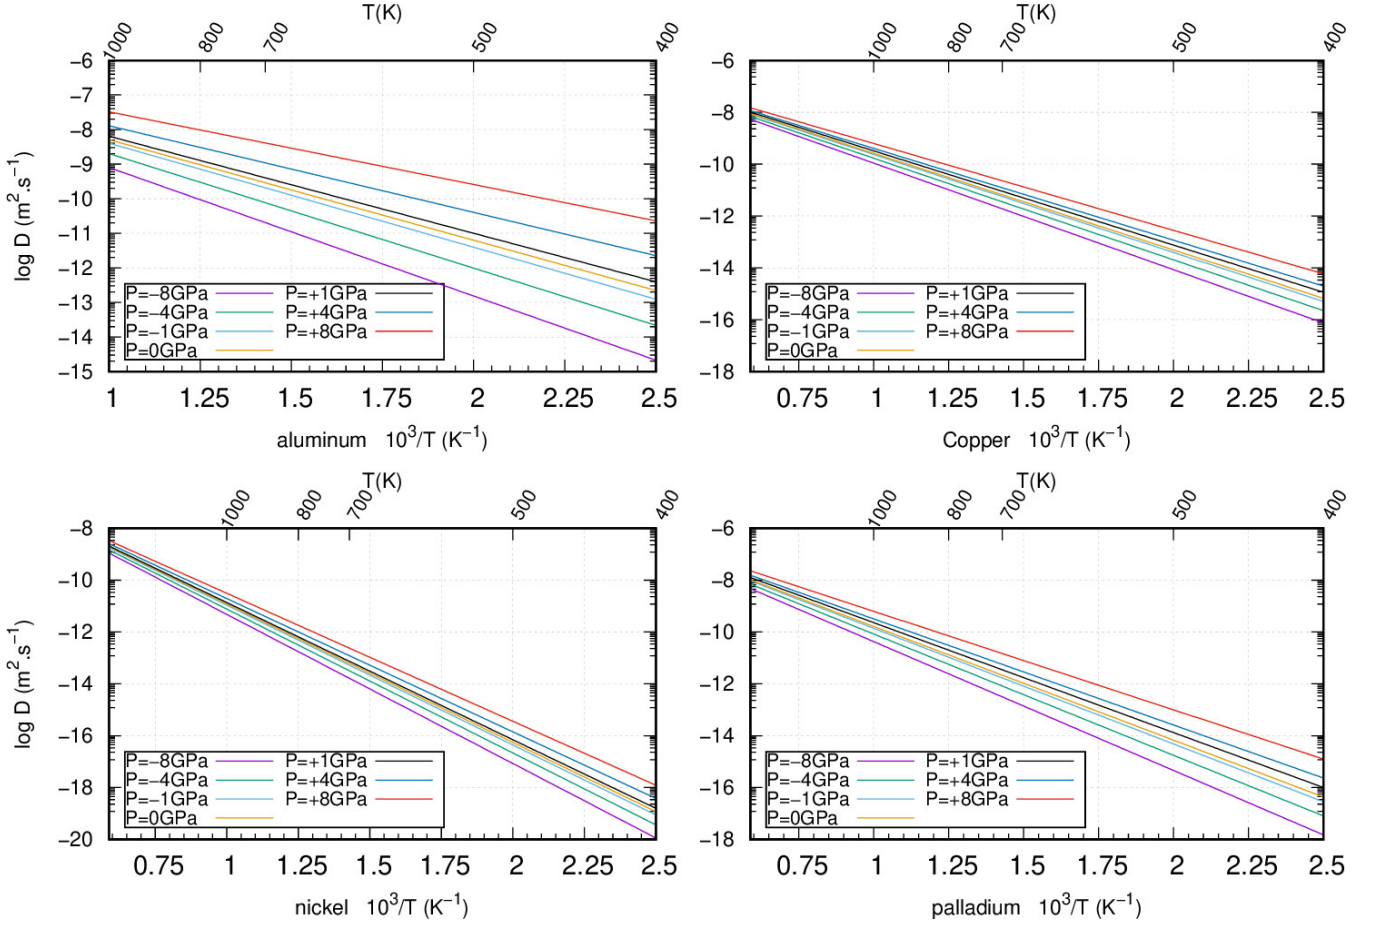 T(K)
1000 800 700 500 400
−6
−7
−8
−9
−10
−11
−12
−13
−14
−15
log D (m².s⁻¹)
P=−8GPa P=+1GPa
P=−4GPa P=+4GPa
P=−1GPa P=+8GPa
P=0GPa
1 1.25 1.5 1.75 2 2.25 2.5
aluminum 10³/T (K⁻¹)
T(K)
1000 800 700 500 400
−6
−8
−10
−12
−14
−16
−18
P=−8GPa P=+1GPa
P=−4GPa P=+4GPa
P=−1GPa P=+8GPa
P=0GPa
0.75 1 1.25 1.5 1.75 2 2.25 2.5
Copper 10³/T (K⁻¹)
T(K)
1000 800 700 500 400
−8
−10
−12
−14
−16
−18
−20
log D (m².s⁻¹)
P=−8GPa P=+1GPa
P=−4GPa P=+4GPa
P=−1GPa P=+8GPa
P=0GPa
0.75 1 1.25 1.5 1.75 2 2.25 2.5
nickel 10³/T (K⁻¹)
T(K)
1000 800 700 500 400
−6
−8
−10
−12
−14
−16
−18
P=−8GPa P=+1GPa
P=−4GPa P=+4GPa
P=−1GPa P=+8GPa
P=0GPa
0.75 1 1.25 1.5 1.75 2 2.25 2.5
palladium 10³/T (K⁻¹)